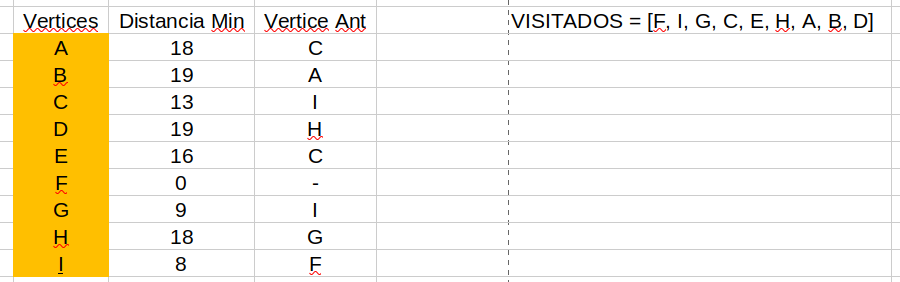 Vertices Distancia Min Vertice Ant VISITADOS = [F, I, G, C, E, H, A, B, D]
A 18 C
B 19 A
C 13 I
D 19 H
E 16 C
F 0 -
G 9 I
H 18 G
I 8 F